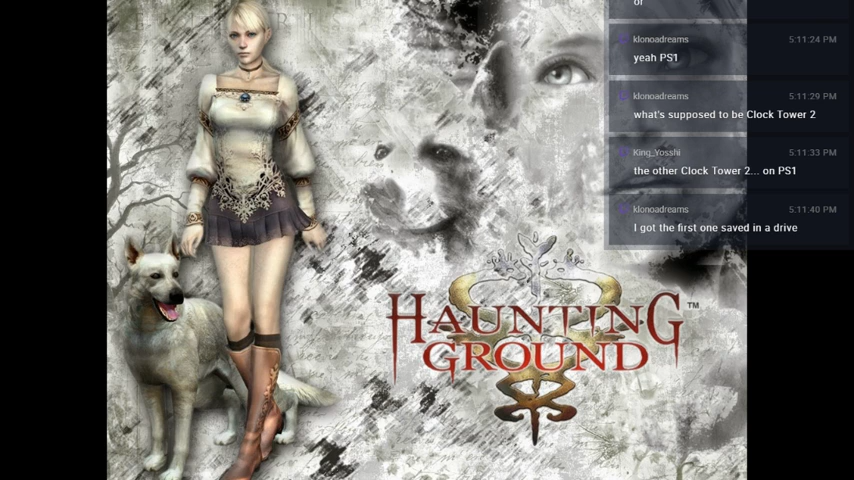 of
klonoadreams 5:11:24 PM
yeah PS1
klonoadreams 5:11:29 PM
what's supposed to be Clock Tower 2
King_Yosshi 5:11:33 PM
the other Clock Tower 2... on PS1
klonoadreams 5:11:40 PM
I got the first one saved in a drive
HAUNTING™
GROUND